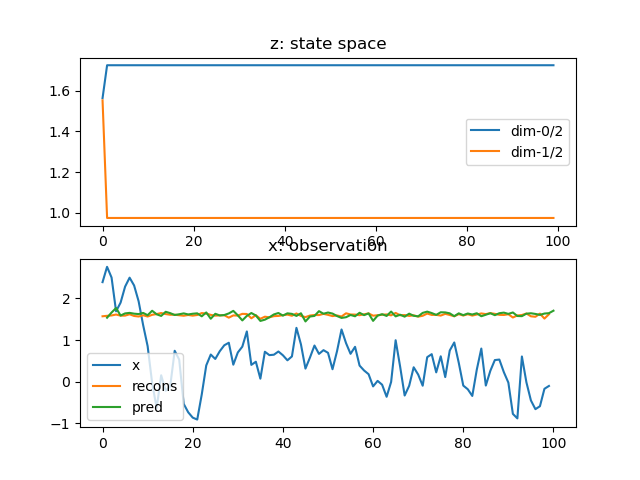 z: state space
1.6
1.4
1.2
1.0
dim-0/2
dim-1/2
0 20 40 60 80 100
x: observation
2
1
0
−1
x
recons
pred
0 20 40 60 80 100